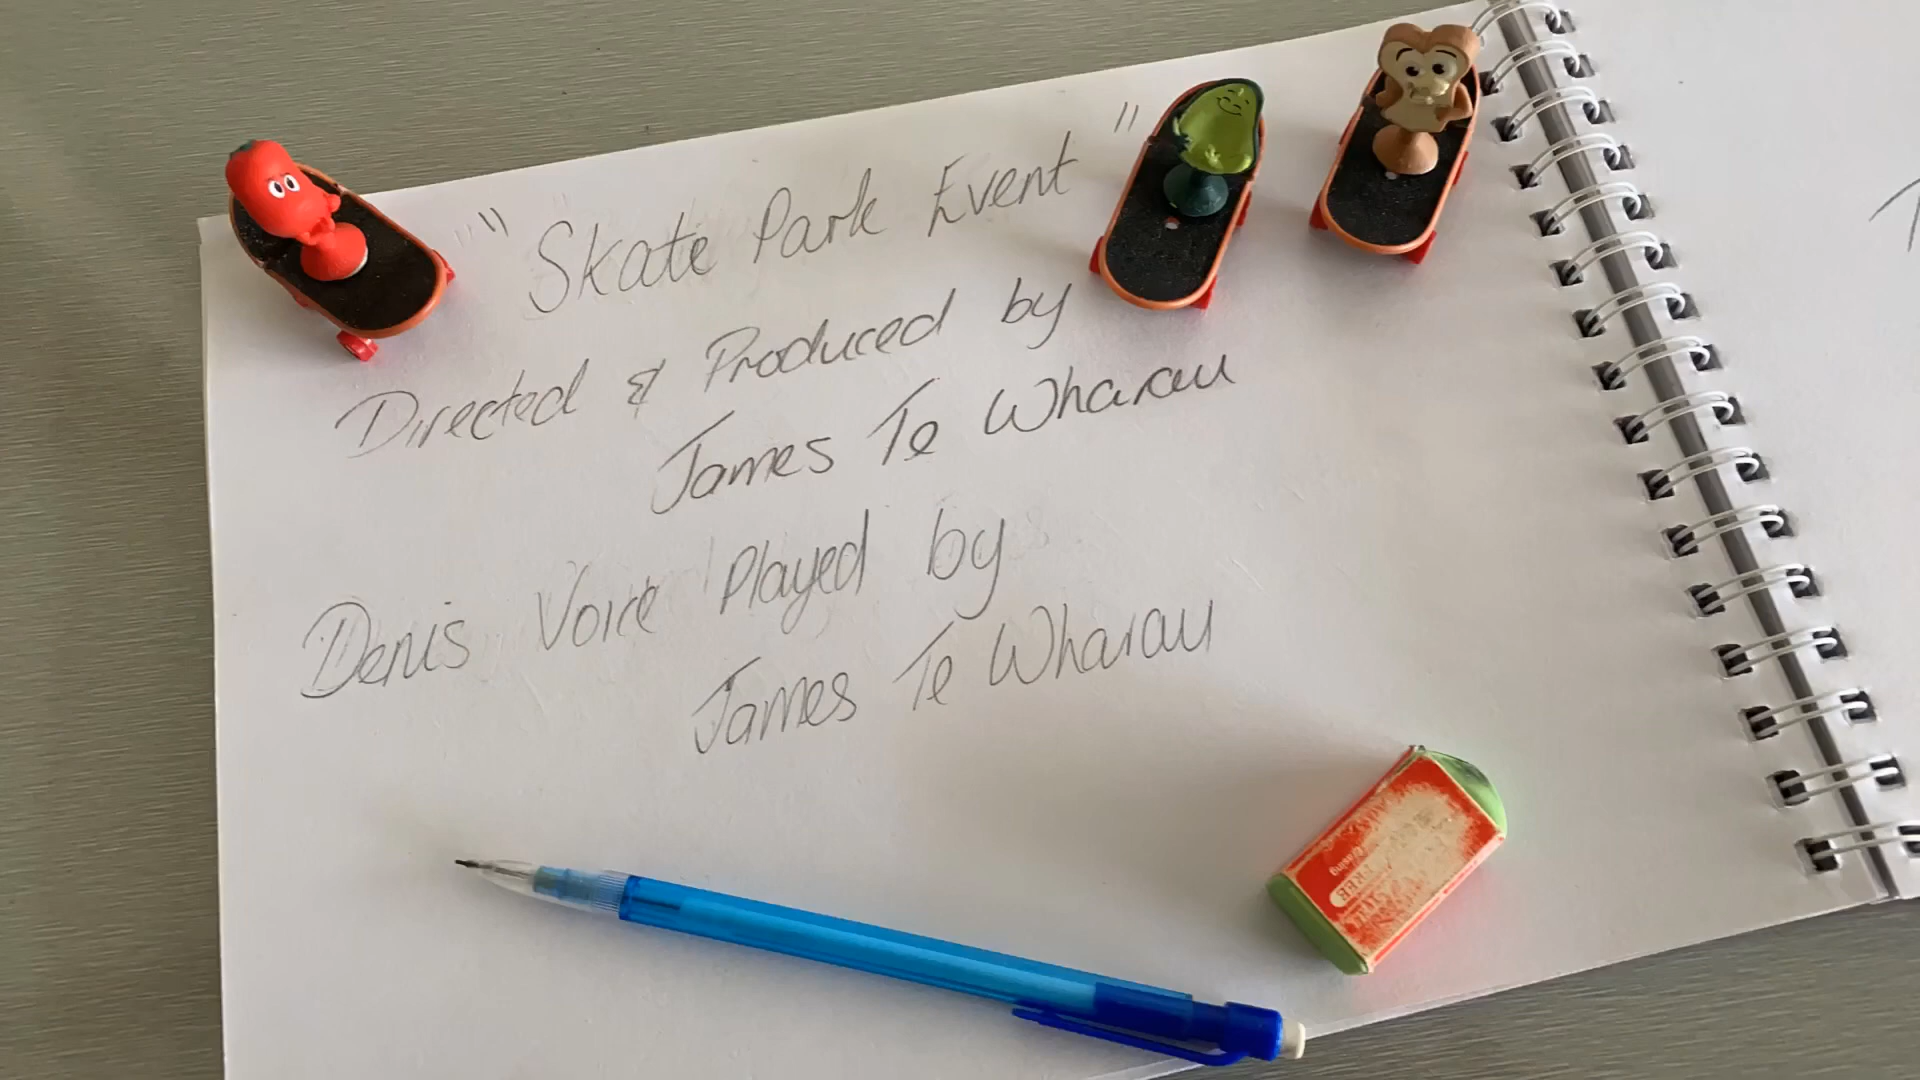 "Skate Park Event"
Directed & Produced by
James Te Wharau
Denis Voice Played by
James Te Wharau